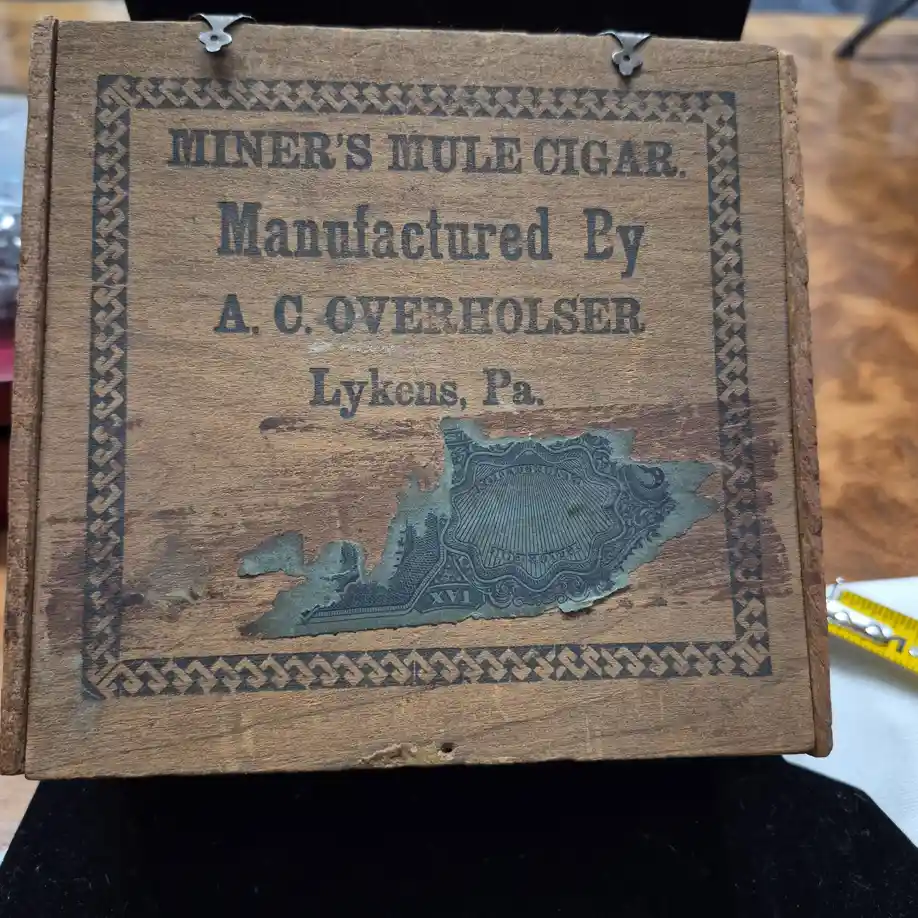 MINER'S MULE CIGAR.
Manufactured By
A. C. OVERHOLSER
Lykens, Pa.
XVI